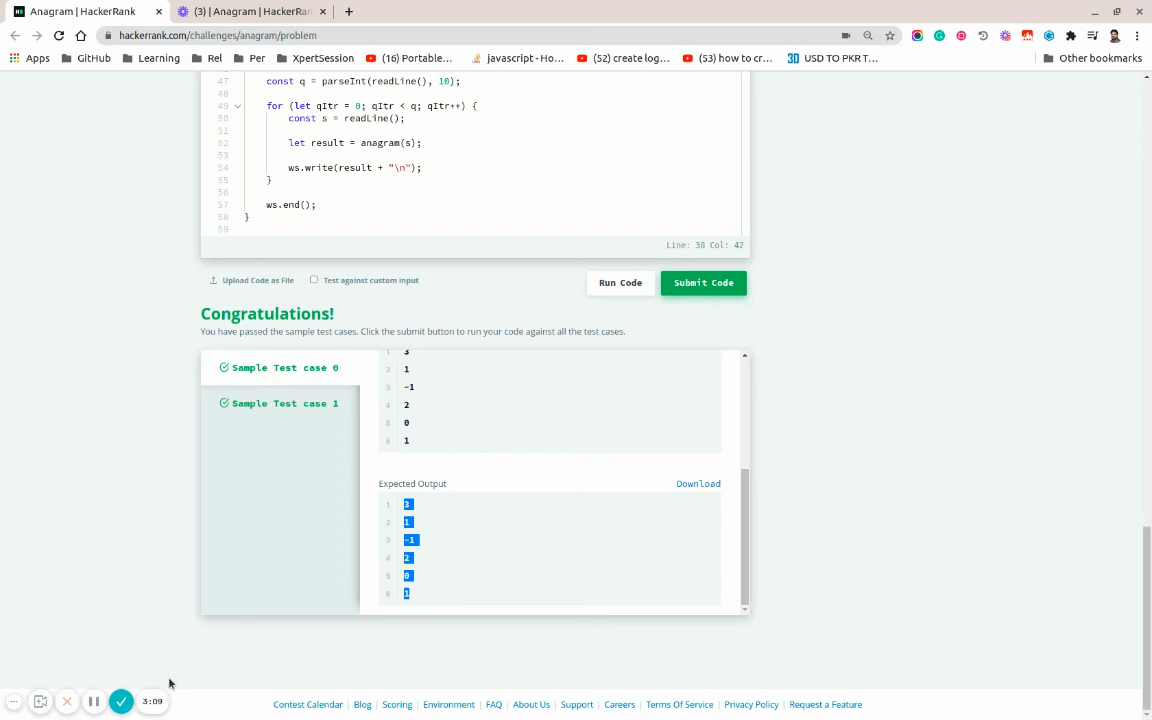 Anagram | HackerRank
(3) | Anagram | HackerRan
hackerrank.com/challenges/anagram/problem
Apps GitHub Learning Rel Per XpertSession (16) Portable... javascript - Ho... (52) create log... (53) how to cr... USD TO PKR T... Other bookmarks
47 const q = parseInt(readLine(), 10);
48
49 for (let qItr = 0; qItr < q; qItr++) {
50 const s = readLine();
51
52 let result = anagram(s);
53
54 ws.write(result + "\n");
55 }
56
57 ws.end();
58 }
59
Line: 38 Col: 42
Upload Code as File Test against custom input Run Code Submit Code
Congratulations!
You have passed the sample test cases. Click the submit button to run your code against all the test cases.
Sample Test case 0
Sample Test case 1
1 3
2 1
3 -1
4 2
5 0
6 1
Expected Output Download
1 3
2 1
3 -1
4 2
5 0
6 1
3:09
Contest Calendar | Blog | Scoring | Environment | FAQ | About Us | Support | Careers | Terms Of Service | Privacy Policy | Request a Feature